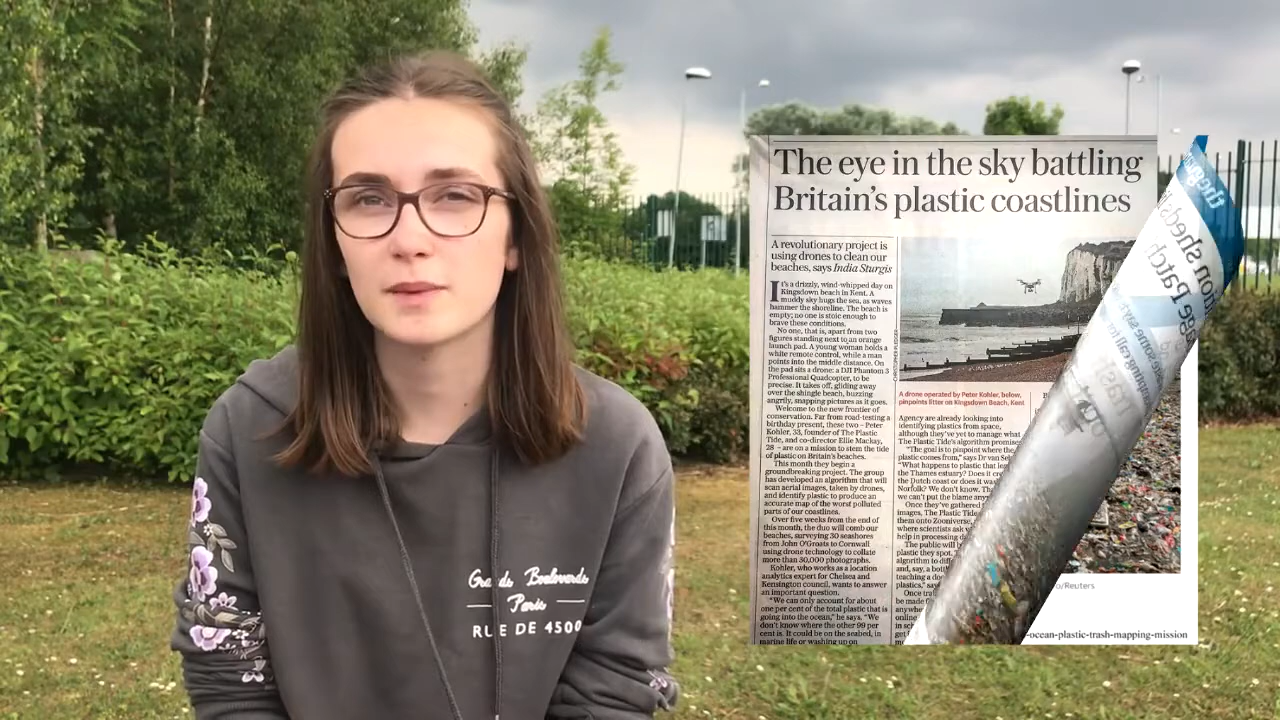 The eye in the sky battling
Britain's plastic coastlines
A revolutionary project is
using drones to clean our
beaches, says India Sturgis
It's a drizzly, wind-whipped day on
Kingsdown beach in Kent. A
muddy sky hugs the sea, as waves
hammer the shoreline. The beach is
empty; no one is stoic enough to
brave these conditions.
No one, that is, apart from two
figures standing next to an orange
launch pad. A young woman holds a
white remote control, while a man
points into the middle distance. On
the pad sits a drone: a DJI Phantom 3
Professional Quadcopter, to be
precise. It takes off, gliding away
over the shingle beach, buzzing
angrily, snapping pictures as it goes.
Welcome to the new frontier of
conservation. Far from road-testing a
birthday present, these two – Peter
Kohler, 33, founder of The Plastic
Tide, and co-director Ellie Mackay,
28 – are on a mission to stem the tide
of plastic on Britain's beaches.
This month they begin a
groundbreaking project. The group
has developed an algorithm that will
scan aerial images, taken by drones,
and identify plastic to produce an
accurate map of the worst polluted
parts of our coastlines.
Over five weeks from the end of
this month, the duo will comb our
beaches, surveying 30 seashores
from John O'Groats to Cornwall
using drone technology to collate
more than 30,000 photographs.
Kohler, who works as a location
analytics expert for Chelsea and
Kensington council, wants to answer
an important question.
"We can only account for about
one per cent of the total plastic that is
going into the ocean," he says. "We
don't know where the other 99 per
cent is. It could be on the seabed, in
marine life or washing up on
A drone operated by Peter Kohler, below,
pinpoints litter on Kingsdown Beach, Kent
Agency are already looking into
identifying plastics from space,
although they've yet to manage what
The Plastic Tide's algorithm promises
"The goal is to pinpoint where the
plastic comes from," says Dr van
"What happens to plastic that
the Thames estuary? Does it
the Dutch coast or does it
Norfolk? We don't know.
we can't put the blame
Once they've gathered
images, The Plastic Tide
them onto Zooniverse,
where scientists ask
help in processing
The public will
plastic they spot.
algorithm to
and, say, a
teaching a
plastics,"
Once
be made
online
-ocean-plastic-trash-mapping-mission
o/Reuters
Grands Boulevards
Paris
RUE DE 4500